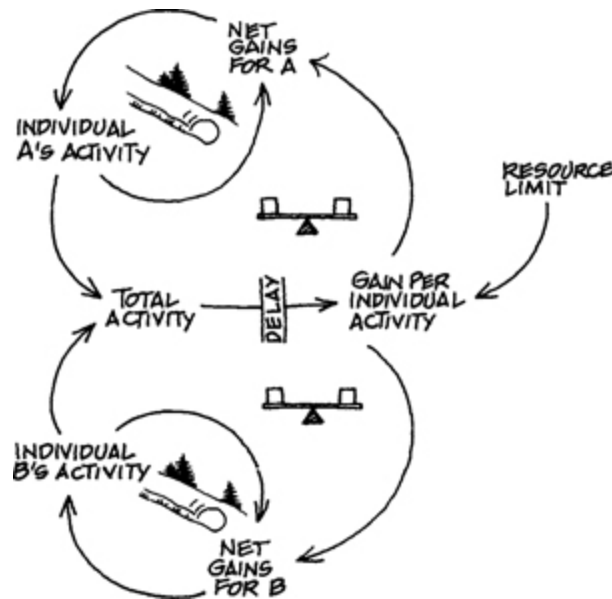 NET
GAINS
FOR A
INDIVIDUAL
A'S ACTIVITY
RESOURCE
LIMIT
TOTAL
ACTIVITY
DELAY
GAIN PER
INDIVIDUAL
ACTIVITY
INDIVIDUAL
B'S ACTIVITY
NET
GAINS
FOR B